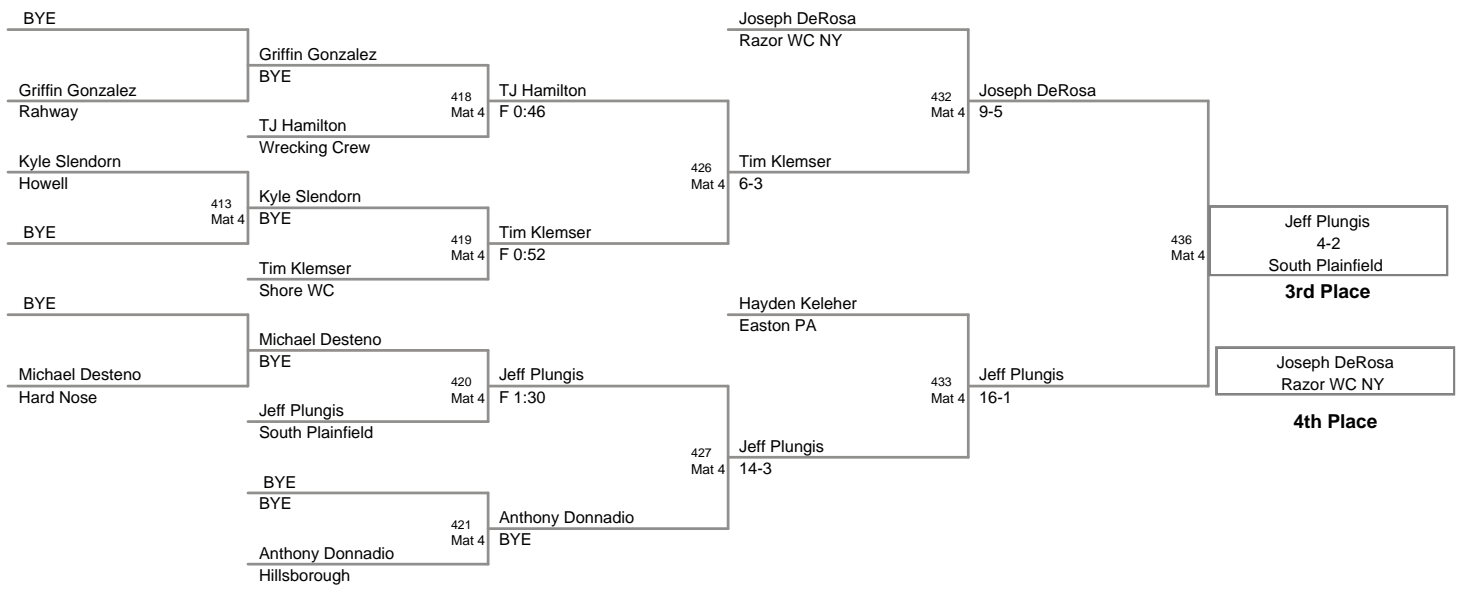 BYE
Griffin Gonzalez
Rahway
Kyle Slendorn
Howell
BYE
BYE
Michael Desteno
Hard Nose
Griffin Gonzalez
BYE
TJ Hamilton
Wrecking Crew
413
Mat 4
Kyle Slendorn
BYE
Tim Klemser
Shore WC
Michael Desteno
BYE
Jeff Plungis
South Plainfield
BYE
BYE
Anthony Donnadio
Hillsborough
418
Mat 4
TJ Hamilton
F 0:46
419
Mat 4
Tim Klemser
F 0:52
420
Mat 4
Jeff Plungis
F 1:30
421
Mat 4
Anthony Donnadio
BYE
Joseph DeRosa
Razor WC NY
426
Mat 4
Tim Klemser
6-3
Hayden Keleher
Easton PA
427
Mat 4
Jeff Plungis
14-3
432
Mat 4
Joseph DeRosa
9-5
433
Mat 4
Jeff Plungis
16-1
436
Mat 4
Jeff Plungis
4-2
South Plainfield
3rd Place
Joseph DeRosa
Razor WC NY
4th Place